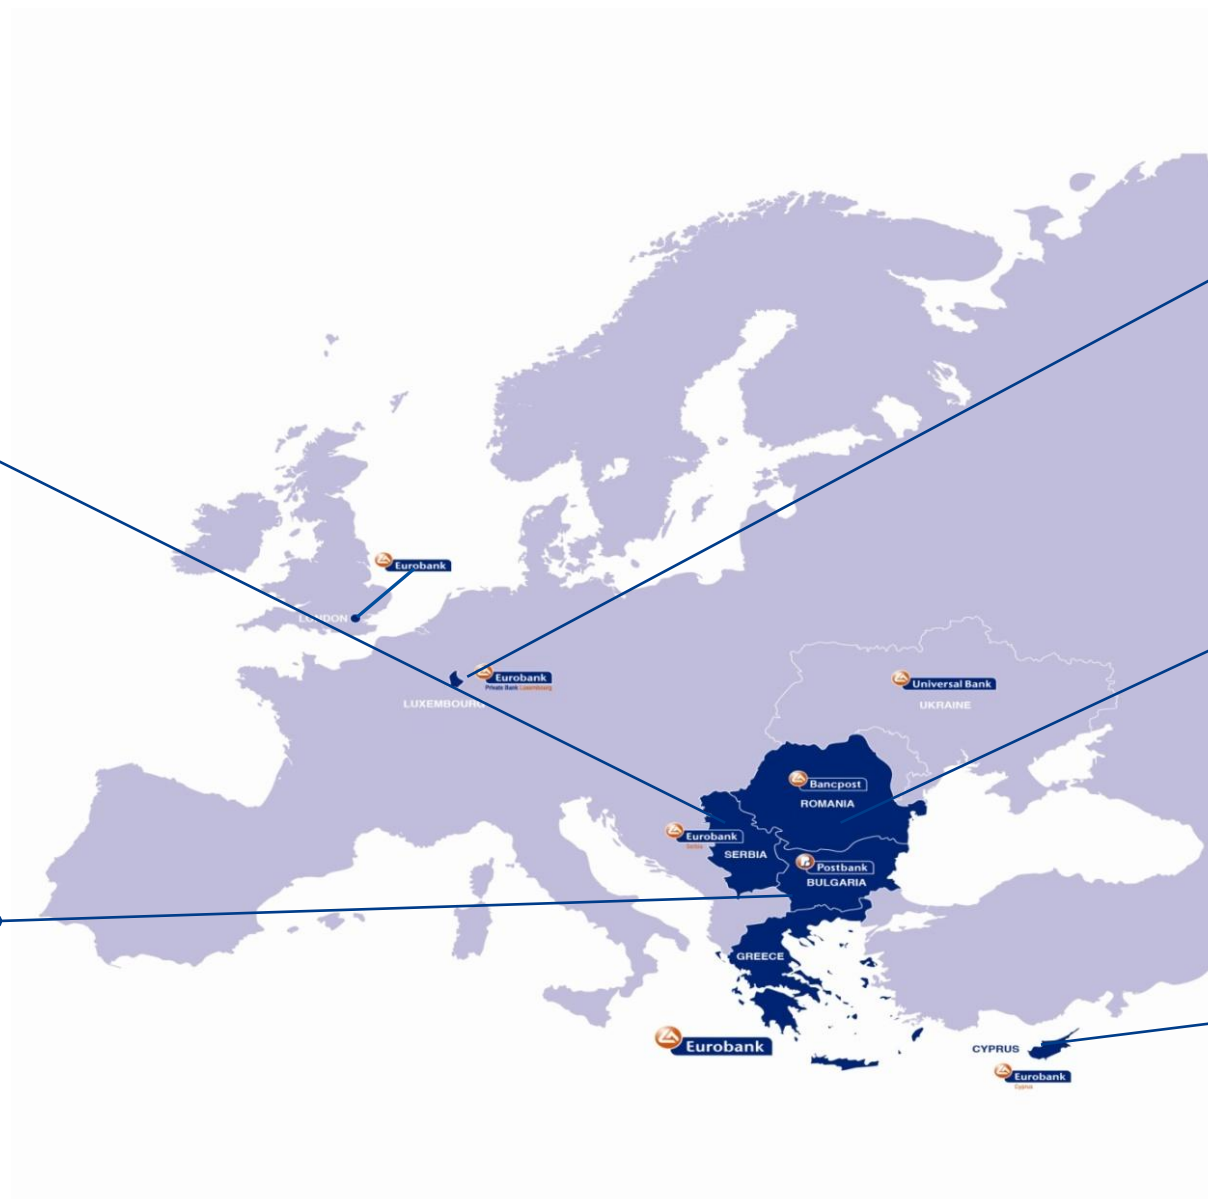 Eurobank
LONDON
Eurobank
Private Bank Luxembourg
LUXEMBOURG
Universal Bank
UKRAINE
Bancpost
ROMANIA
Eurobank
Serbia
SERBIA
Postbank
BULGARIA
GREECE
Eurobank
CYPRUS
Eurobank
Cyprus